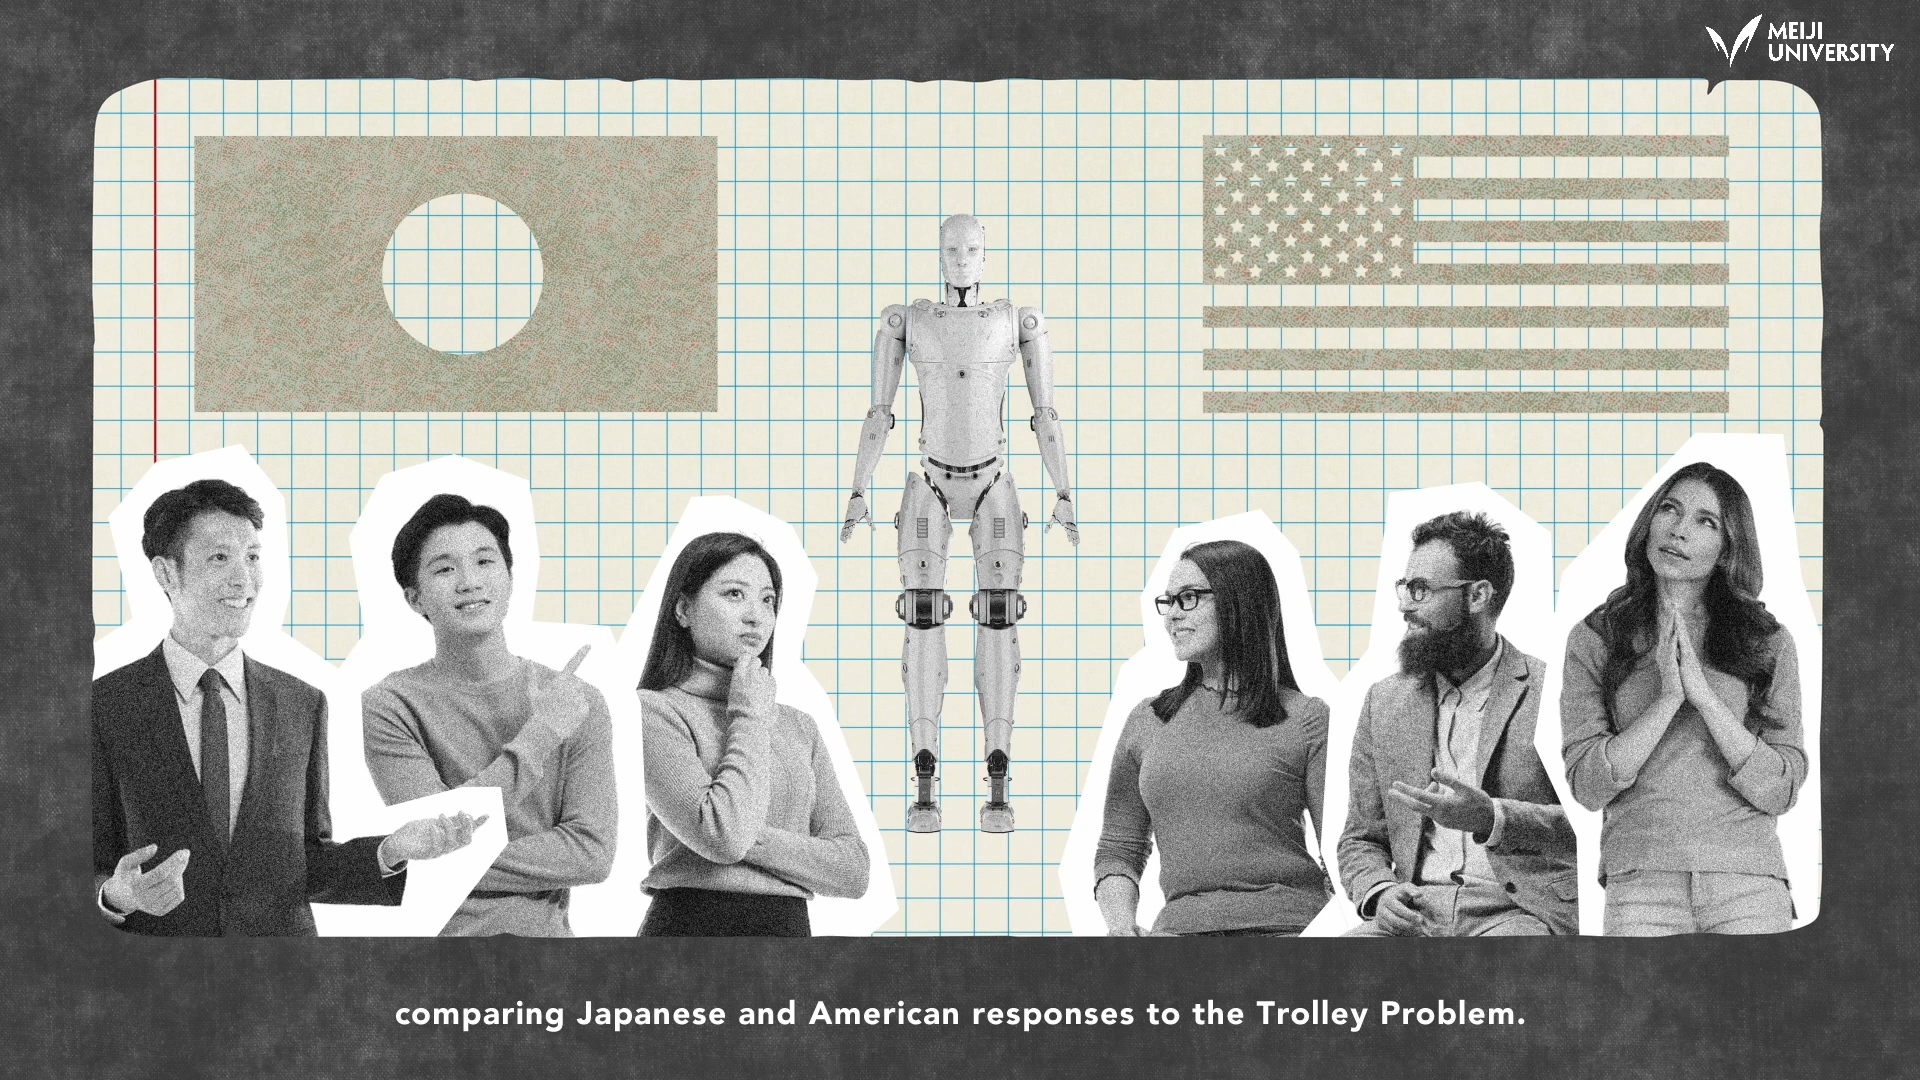 MEIJI
UNIVERSITY
comparing Japanese and American responses to the Trolley Problem.